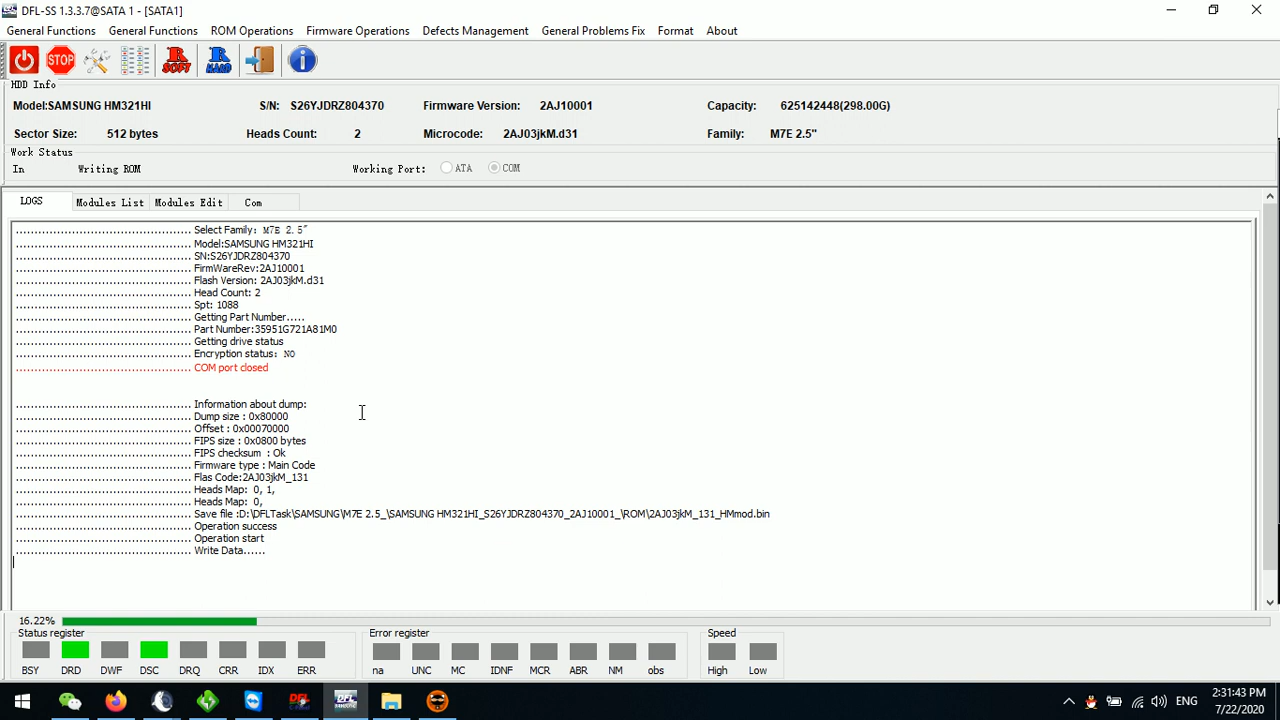 DFL-SS 1.3.3.7@SATA 1 - [SATA1]
General Functions General Functions ROM Operations Firmware Operations Defects Management General Problems Fix Format About
STOP R SOFT R HARD
HDD Info
Model:SAMSUNG HM321HI S/N: S26YJDRZ804370 Firmware Version: 2AJ10001 Capacity: 625142448(298.00G)
Sector Size: 512 bytes Heads Count: 2 Microcode: 2AJ03jkM.d31 Family: M7E 2.5"
Work Status
In Writing ROM Working Port: ATA COM
LOGS Modules List Modules Edit Com
................................................ Select Family: M7E 2.5"
................................................ Model:SAMSUNG HM321HI
................................................ SN:S26YJDRZ804370
................................................ FirmWareRev:2AJ10001
................................................ Flash Version: 2AJ03jkM.d31
................................................ Head Count: 2
................................................ Spt: 1088
................................................ Getting Part Number.....
................................................ Part Number:35951G721A81M0
................................................ Getting drive status
................................................ Encryption status: NO
................................................ COM port closed
................................................ Information about dump:
................................................ Dump size : 0x80000
................................................ Offset : 0x00070000
................................................ FIPS size : 0x0800 bytes
................................................ FIPS checksum : Ok
................................................ Firmware type : Main Code
................................................ Flas Code:2AJ03jkM_131
................................................ Heads Map: 0, 1,
................................................ Heads Map: 0,
................................................ Save file :D:\DFLTask\SAMSUNG\M7E 2.5_\SAMSUNG HM321HI_S26YJDRZ804370_2AJ10001_\ROM\2AJ03jkM_131_HMmod.bin
................................................ Operation success
................................................ Operation start
................................................ Write Data......
16.22%
Status register Error register Speed
BSY DRD DWF DSC DRQ CRR IDX ERR na UNC MC IDNF MCR ABR NM obs High Low
DFL DFL ENG 2:31:43 PM
7/22/2020